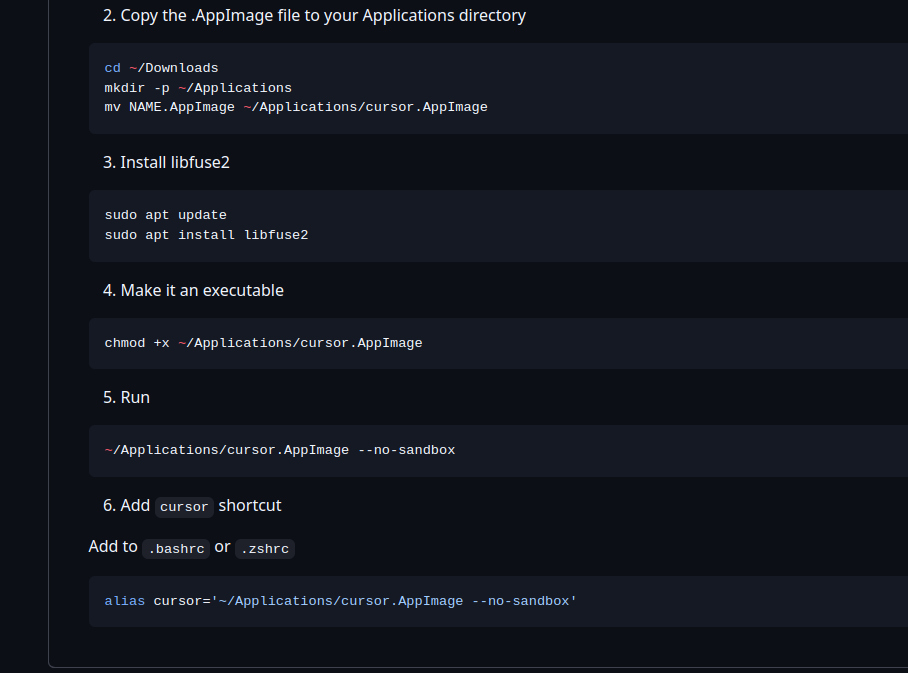 2. Copy the .AppImage file to your Applications directory
cd ~/Downloads
mkdir -p ~/Applications
mv NAME.AppImage ~/Applications/cursor.AppImage
3. Install libfuse2
sudo apt update
sudo apt install libfuse2
4. Make it an executable
chmod +x ~/Applications/cursor.AppImage
5. Run
~/Applications/cursor.AppImage --no-sandbox
6. Add cursor shortcut
Add to .bashrc or .zshrc
alias cursor='~/Applications/cursor.AppImage --no-sandbox'